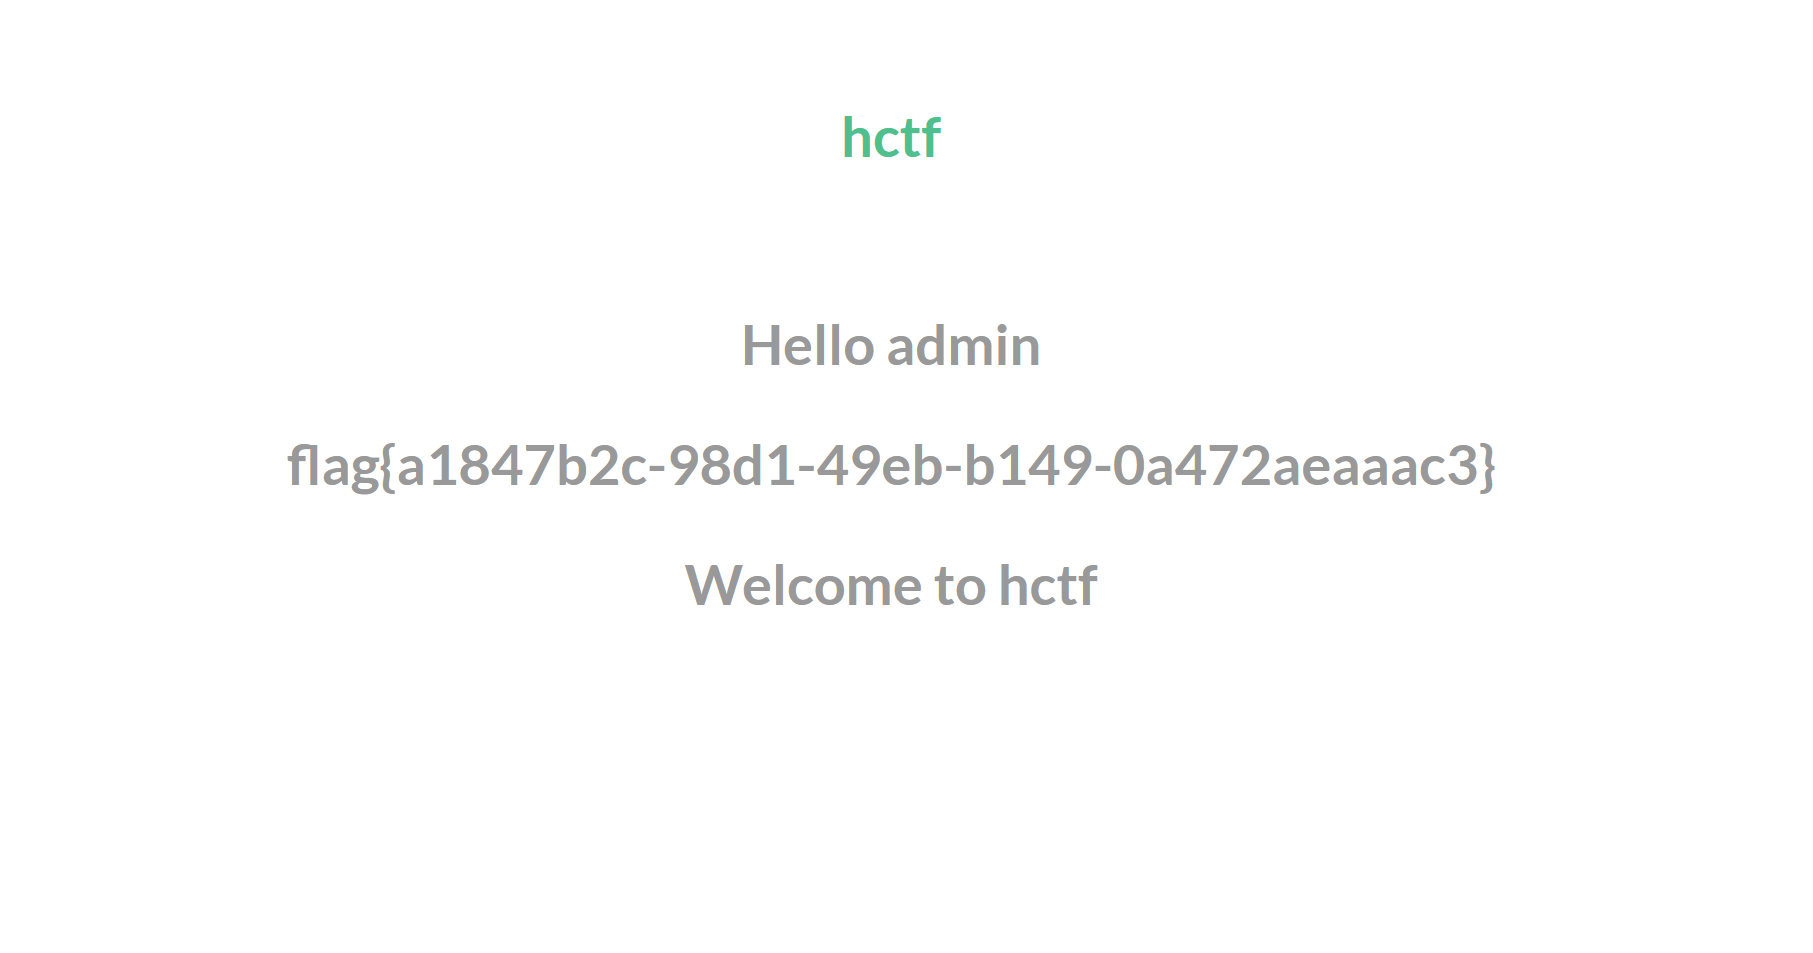 hctf
Hello admin
flag{a1847b2c-98d1-49eb-b149-0a472aeaaac3}
Welcome to hctf